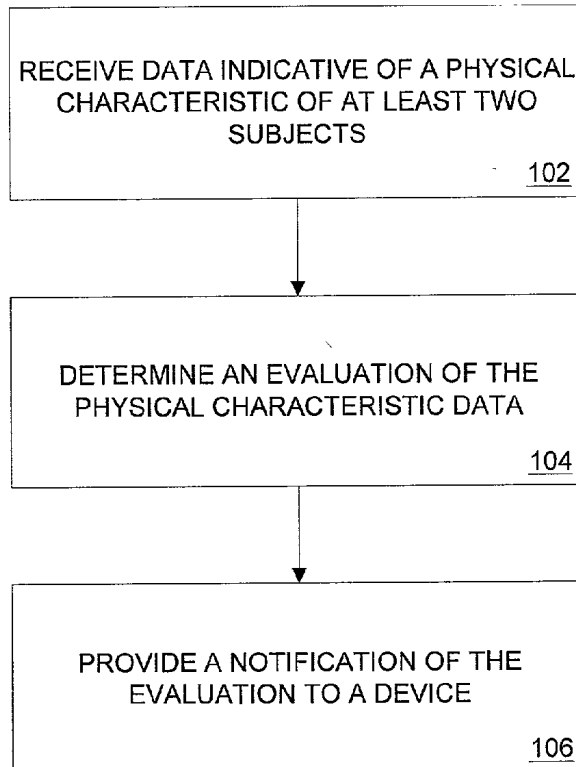 RECEIVE DATA INDICATIVE OF A PHYSICAL
CHARACTERISTIC OF AT LEAST TWO
SUBJECTS
102
DETERMINE AN EVALUATION OF THE
PHYSICAL CHARACTERISTIC DATA
104
PROVIDE A NOTIFICATION OF THE
EVALUATION TO A DEVICE
106